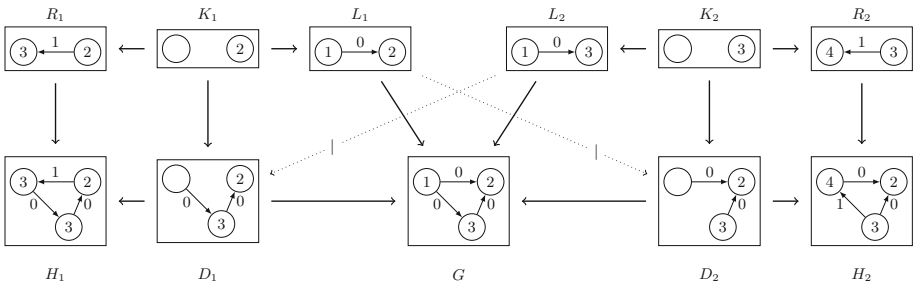 R₁ K₁ L₁ L₂ K₂ R₂
3 1 2 2 1 0 2 1 0 3 3 4 1 3
| |
3 1 2 2 1 0 2 0 2 4 0 2
0 0 0 0 0 0 0 1 0
3 3 3 3 3
H₁ D₁ G D₂ H₂